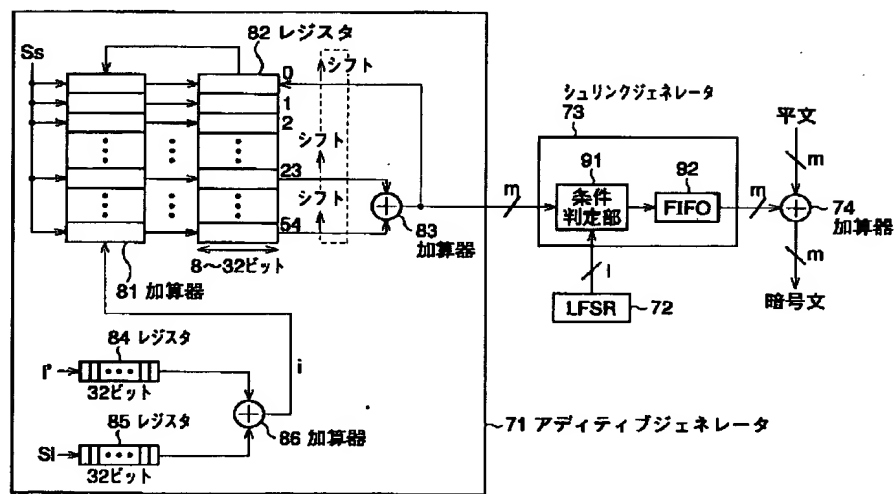 Ss
82 レジスタ
0
1
2
23
54
シフト
シフト
シフト
83
加算器
8〜32ビット
81 加算器
i
84 レジスタ
I'
32ビット
85 レジスタ
Si
32ビット
86 加算器
71 アディティブジェネレータ
m
シュリンクジェネレータ
73
91
条件
判定部
92
FIFO
l
LFSR
72
m
平文
m
74
加算器
m
暗号文